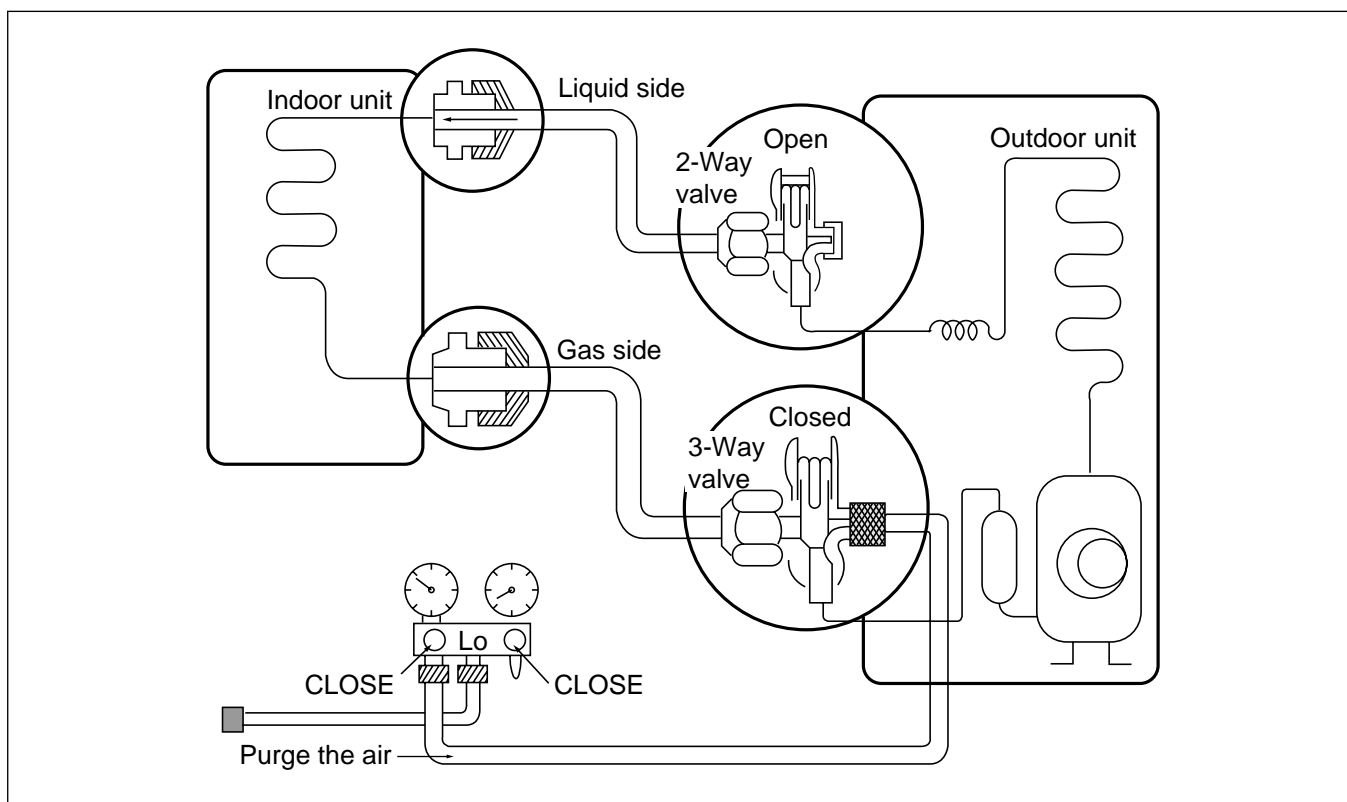 Indoor unit
Liquid side
Open
2-Way
valve
Outdoor unit
Gas side
Closed
3-Way
valve
Lo
CLOSE
CLOSE
Purge the air